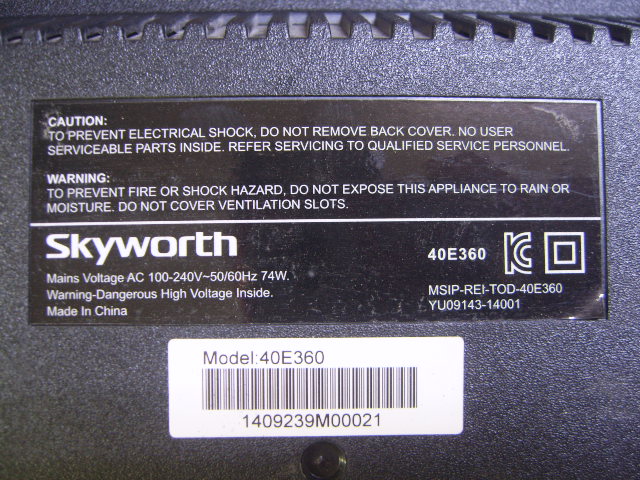 CAUTION:
TO PREVENT ELECTRICAL SHOCK, DO NOT REMOVE BACK COVER. NO USER
SERVICEABLE PARTS INSIDE. REFER SERVICING TO QUALIFIED SERVICE PERSONNEL.
WARNING:
TO PREVENT FIRE OR SHOCK HAZARD, DO NOT EXPOSE THIS APPLIANCE TO RAIN OR
MOISTURE. DO NOT COVER VENTILATION SLOTS.
Skyworth
Mains Voltage AC 100-240V~50/60Hz 74W.
Warning-Dangerous High Voltage Inside.
Made In China
40E360
MSIP-REI-TOD-40E360
YU09143-14001
Model:40E360
1409239M00021